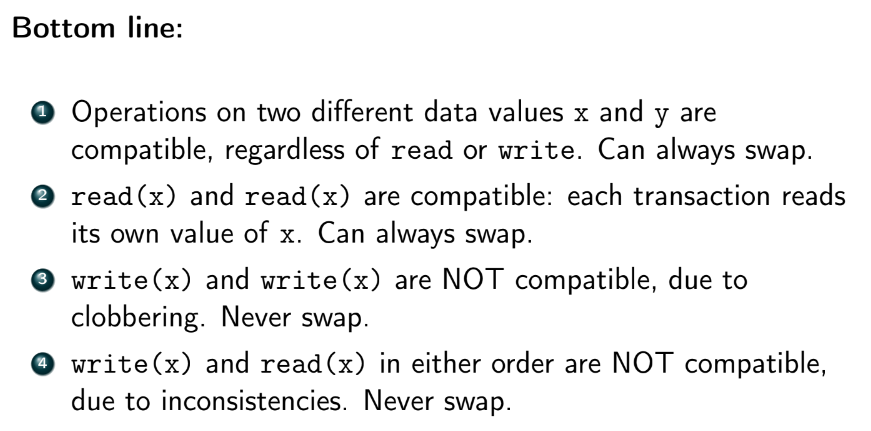 Bottom line:
1 Operations on two different data values x and y are
compatible, regardless of read or write. Can always swap.
2 read(x) and read(x) are compatible: each transaction reads
its own value of x. Can always swap.
3 write(x) and write(x) are NOT compatible, due to
clobbering. Never swap.
4 write(x) and read(x) in either order are NOT compatible,
due to inconsistencies. Never swap.